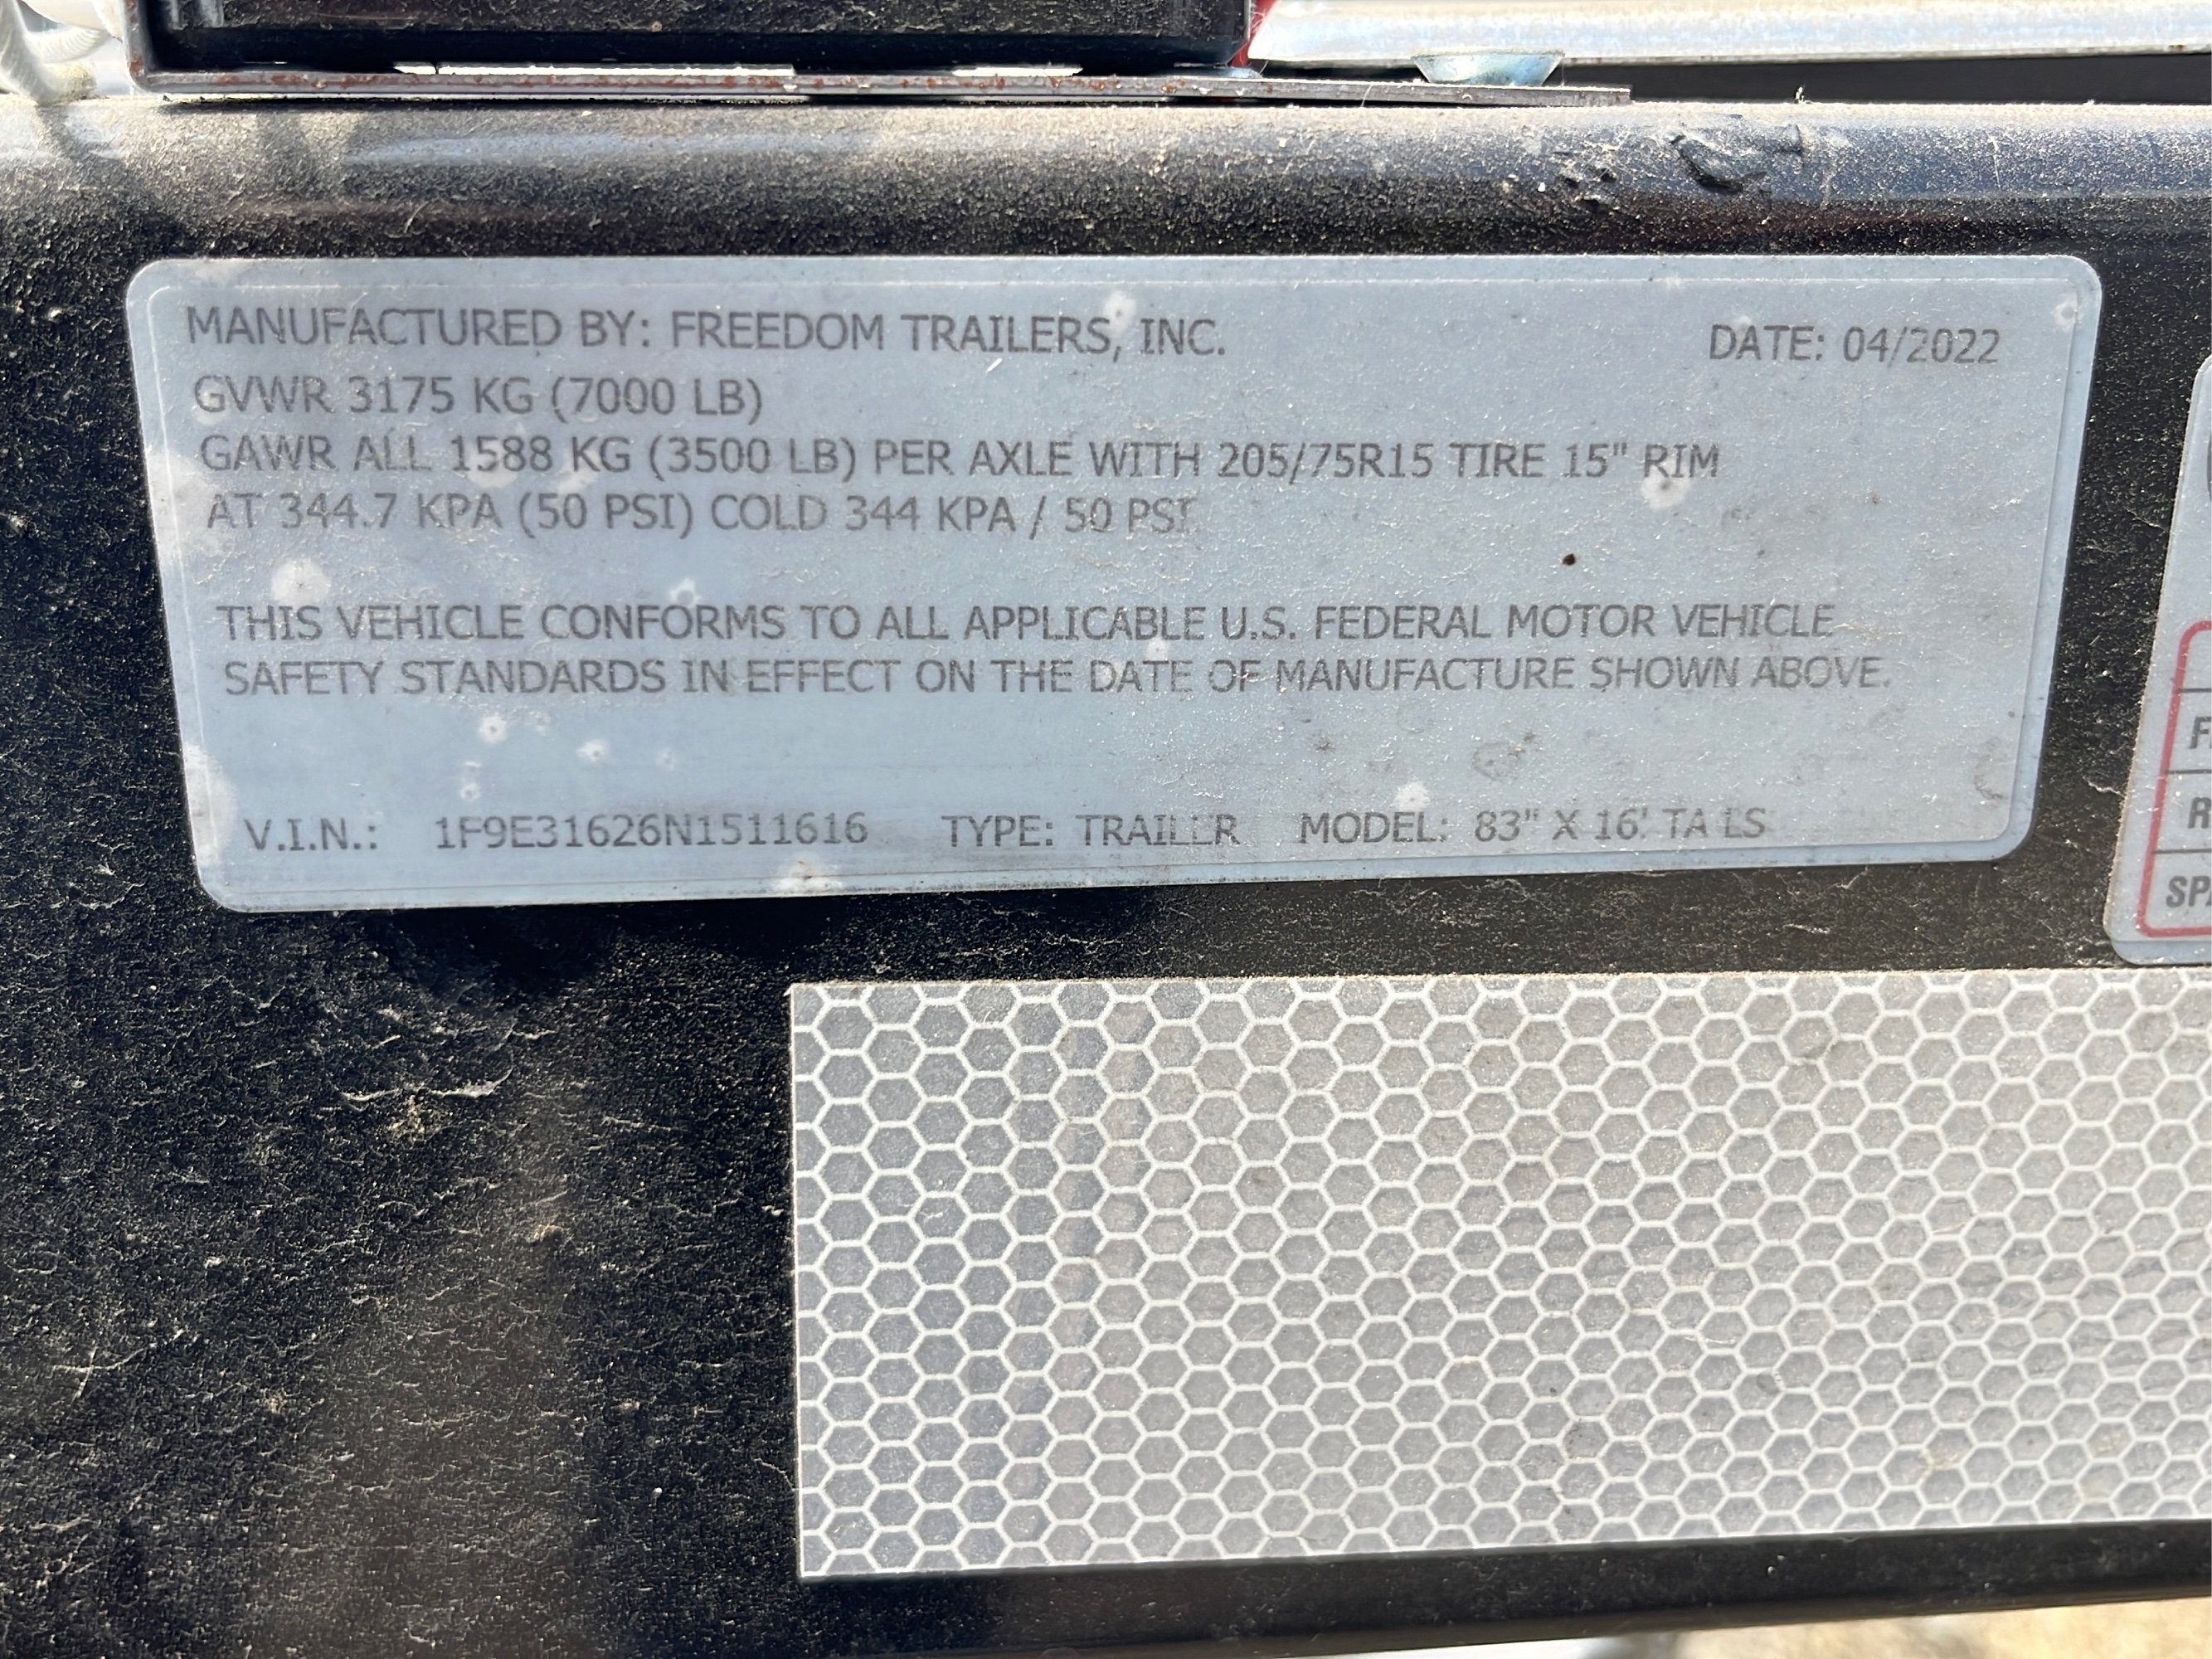 MANUFACTURED BY: FREEDOM TRAILERS, INC. DATE: 04/2022
GVWR 3175 KG (7000 LB)
GAWR ALL 1588 KG (3500 LB) PER AXLE WITH 205/75R15 TIRE 15" RIM
AT 344.7 KPA (50 PSI) COLD 344 KPA / 50 PSI
THIS VEHICLE CONFORMS TO ALL APPLICABLE U.S. FEDERAL MOTOR VEHICLE
SAFETY STANDARDS IN EFFECT ON THE DATE OF MANUFACTURE SHOWN ABOVE.
V.I.N.: 1F9E31626N1511616 TYPE: TRAILER MODEL: 83" X 16' TA LS